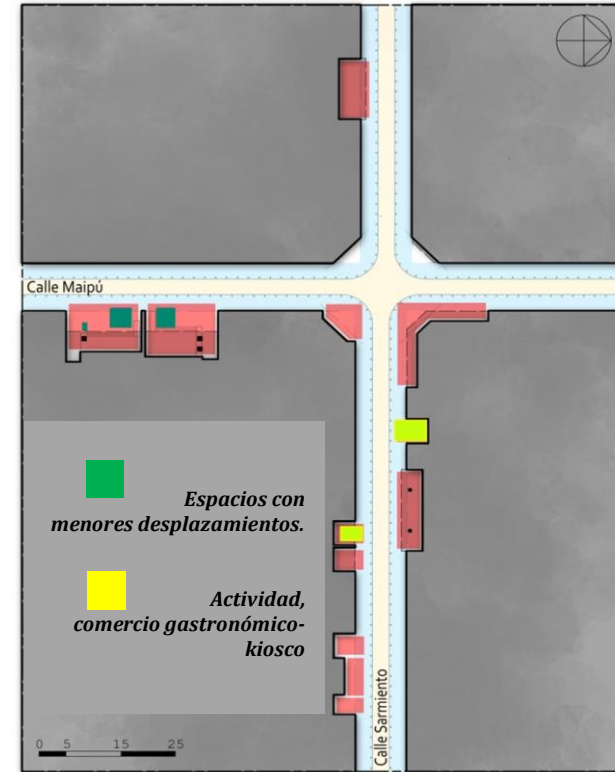 Calle Maipú
Espacios con
menores desplazamientos.
Actividad,
comercio gastronómico-
kiosco
Calle Sarmiento
0 5 15 25